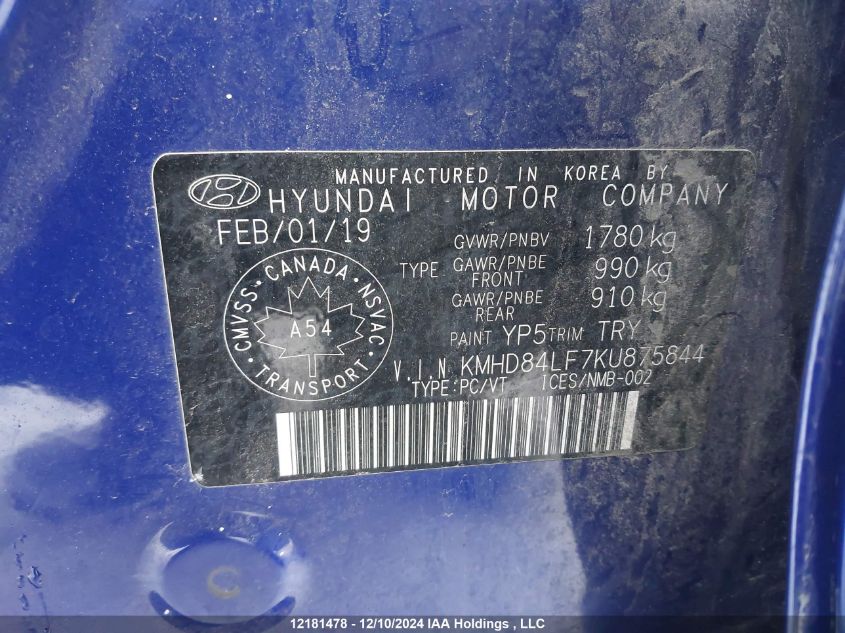 MANUFACTURED IN KOREA BY
HYUNDAI MOTOR COMPANY
FEB/01/19
GVWR/PNBV 1780 kg
TYPE GAWR/PNBE FRONT 990 kg
GAWR/PNBE REAR 910 kg
PAINT YP5 TRIM TRY
V.I.N. KMHD84LF7KU875844
TYPE:PC/VT ICES/NMB-002
CANADA · NSVAC · TRANSPORT · CMVSS
A54
12181478 - 12/10/2024 IAA Holdings , LLC